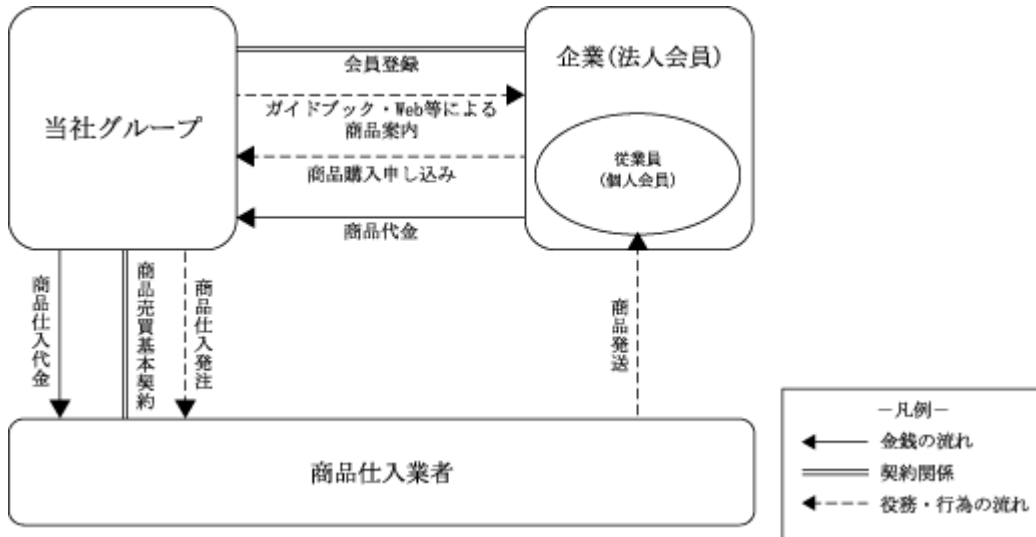 当社グループ
会員登録
ガイドブック・Web等による
商品案内
商品購入申し込み
商品代金
企業(法人会員)
従業員
(個人会員)
商品仕入代金
商品売買基本契約
商品仕入発注
商品発送
商品仕入業者
－凡例－
金銭の流れ
契約関係
役務・行為の流れ